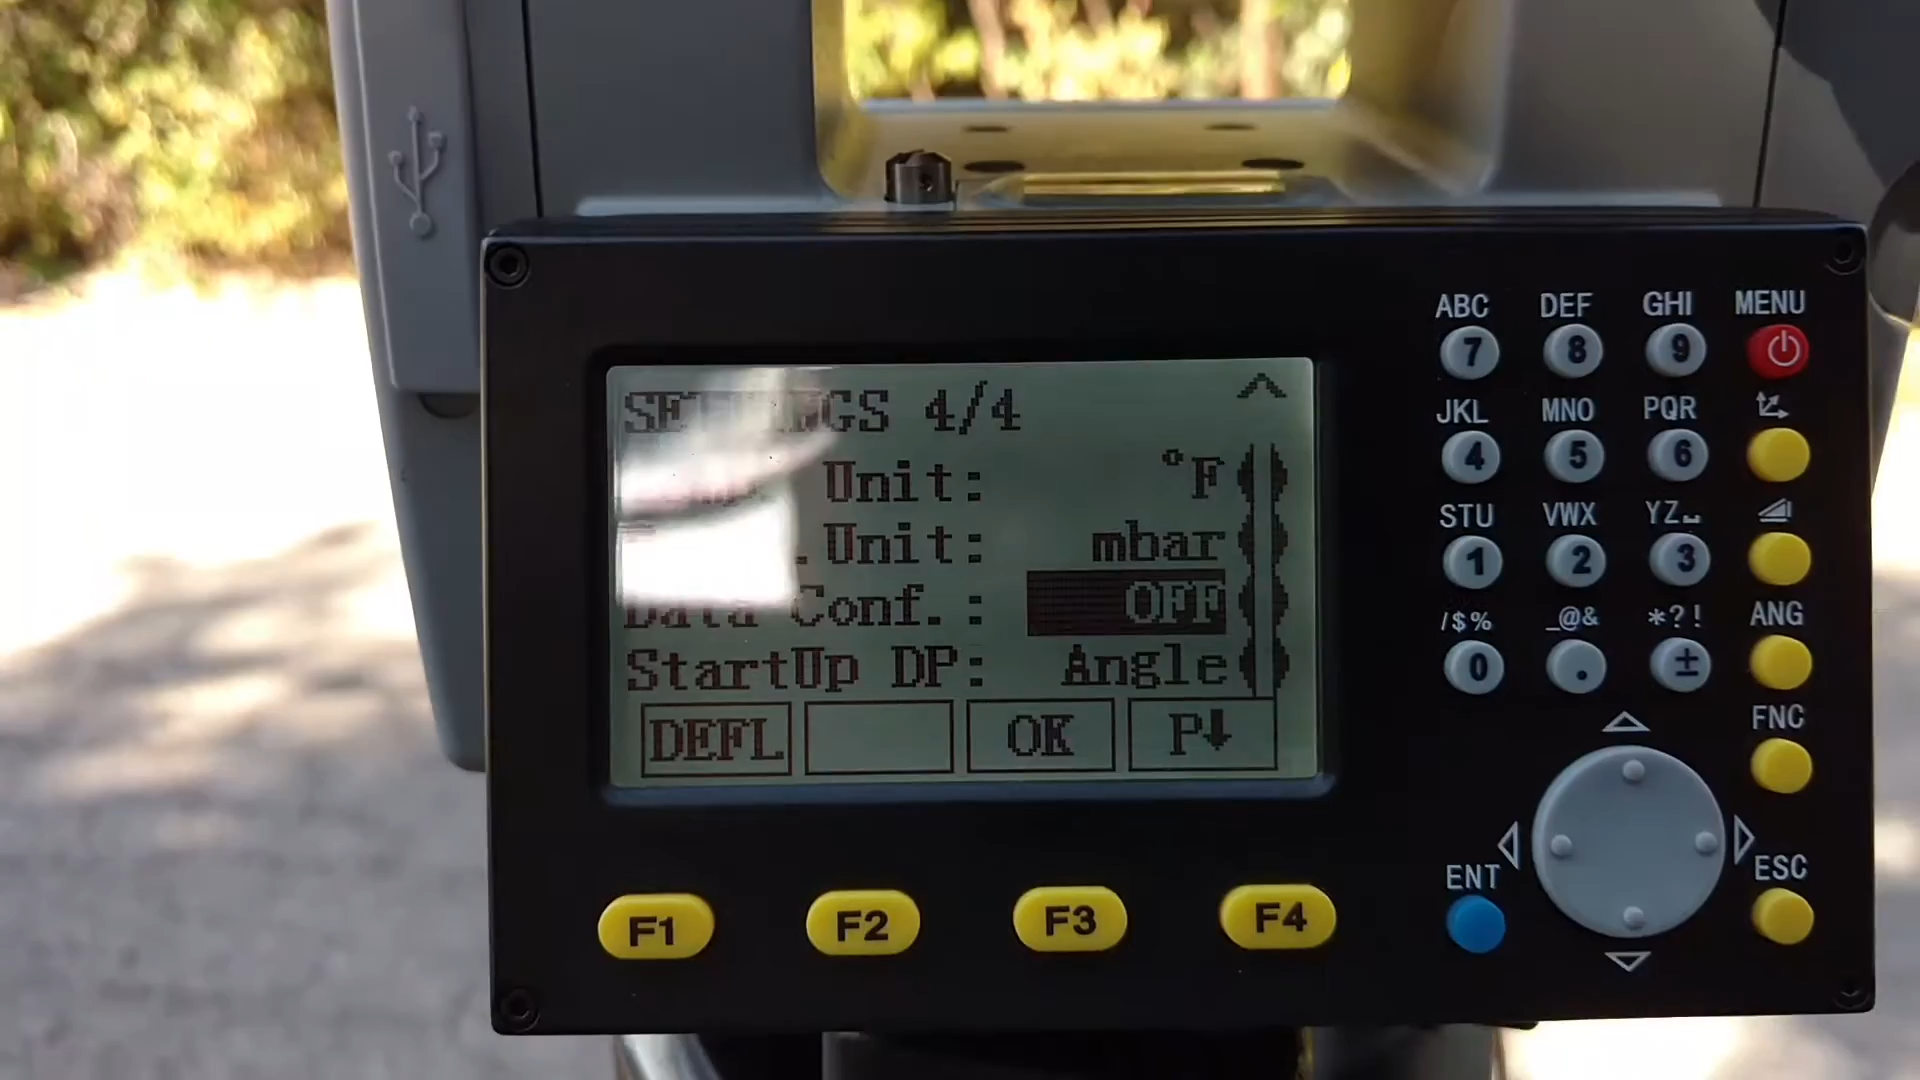 SETTINGS 4/4
Unit: °F
.Unit: mbar
Data Conf.: OFF
StartUp DP: Angle
DEFL OK P↓
F1 F2 F3 F4
ABC DEF GHI MENU
7 8 9
JKL MNO PQR
4 5 6
STU VWX YZ
1 2 3
/$% _@& *?! ANG
0 . ±
FNC
ENT
ESC